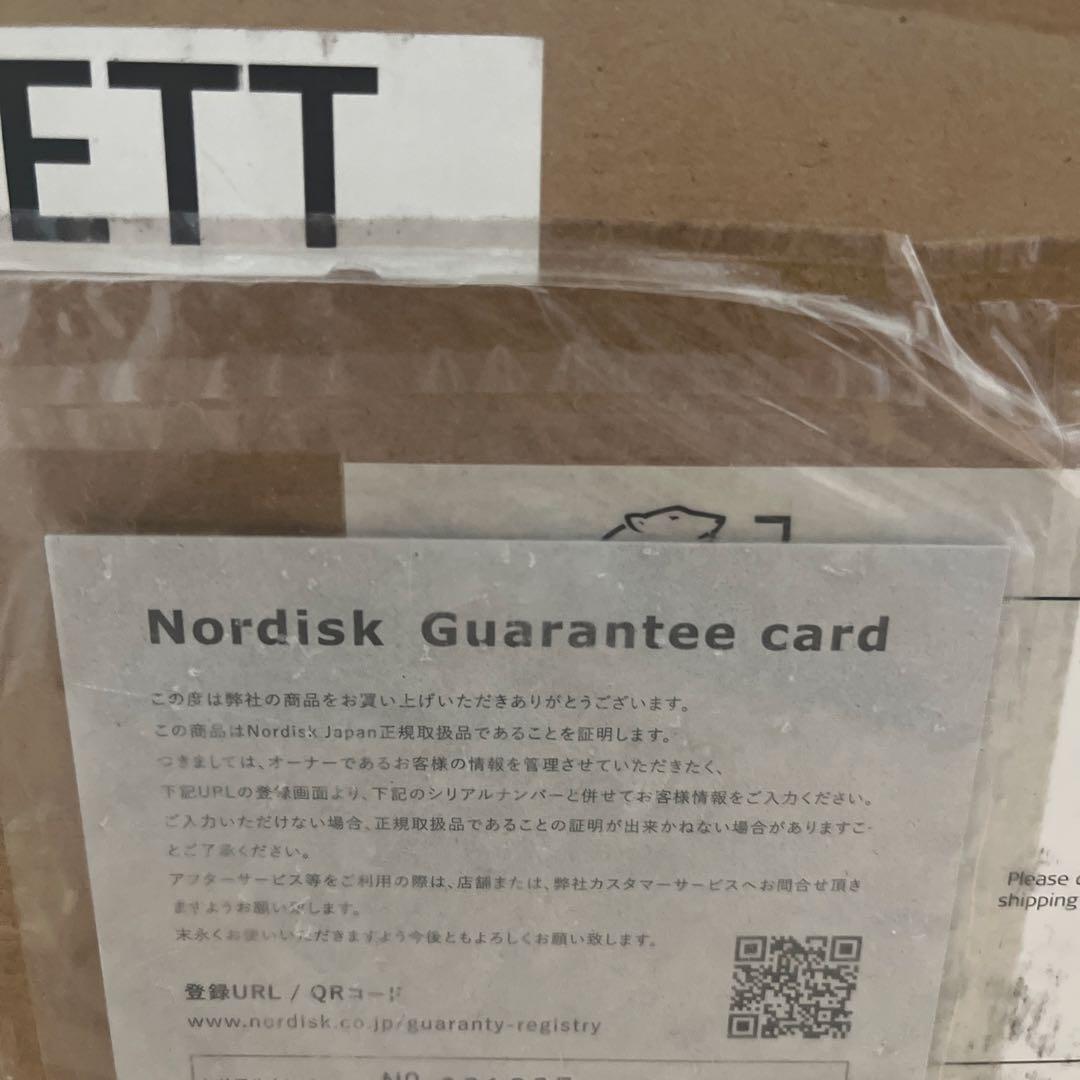 ETT
Nordisk Guarantee card
この度は弊社の商品をお買い上げいただきありがとうございます。
この商品はNordisk Japan正規取扱品であることを証明します。
つきましては、オーナーであるお客様の情報を管理させていただきたく、
下記URLの登録画面より、下記のシリアルナンバーと併せてお客様情報をご入力ください。
ご入力いただけない場合、正規取扱品であることの証明が出来かねない場合がありますこ
とご了承ください。
アフターサービス等をご利用の際は、店舗または、弊社カスタマーサービスへお問合せ頂き
ますようお願い致します。
末永くお使いいただきますよう今後ともよろしくお願い致します。
登録URL / QRコード
www.nordisk.co.jp/guaranty-registry
Please
shipping